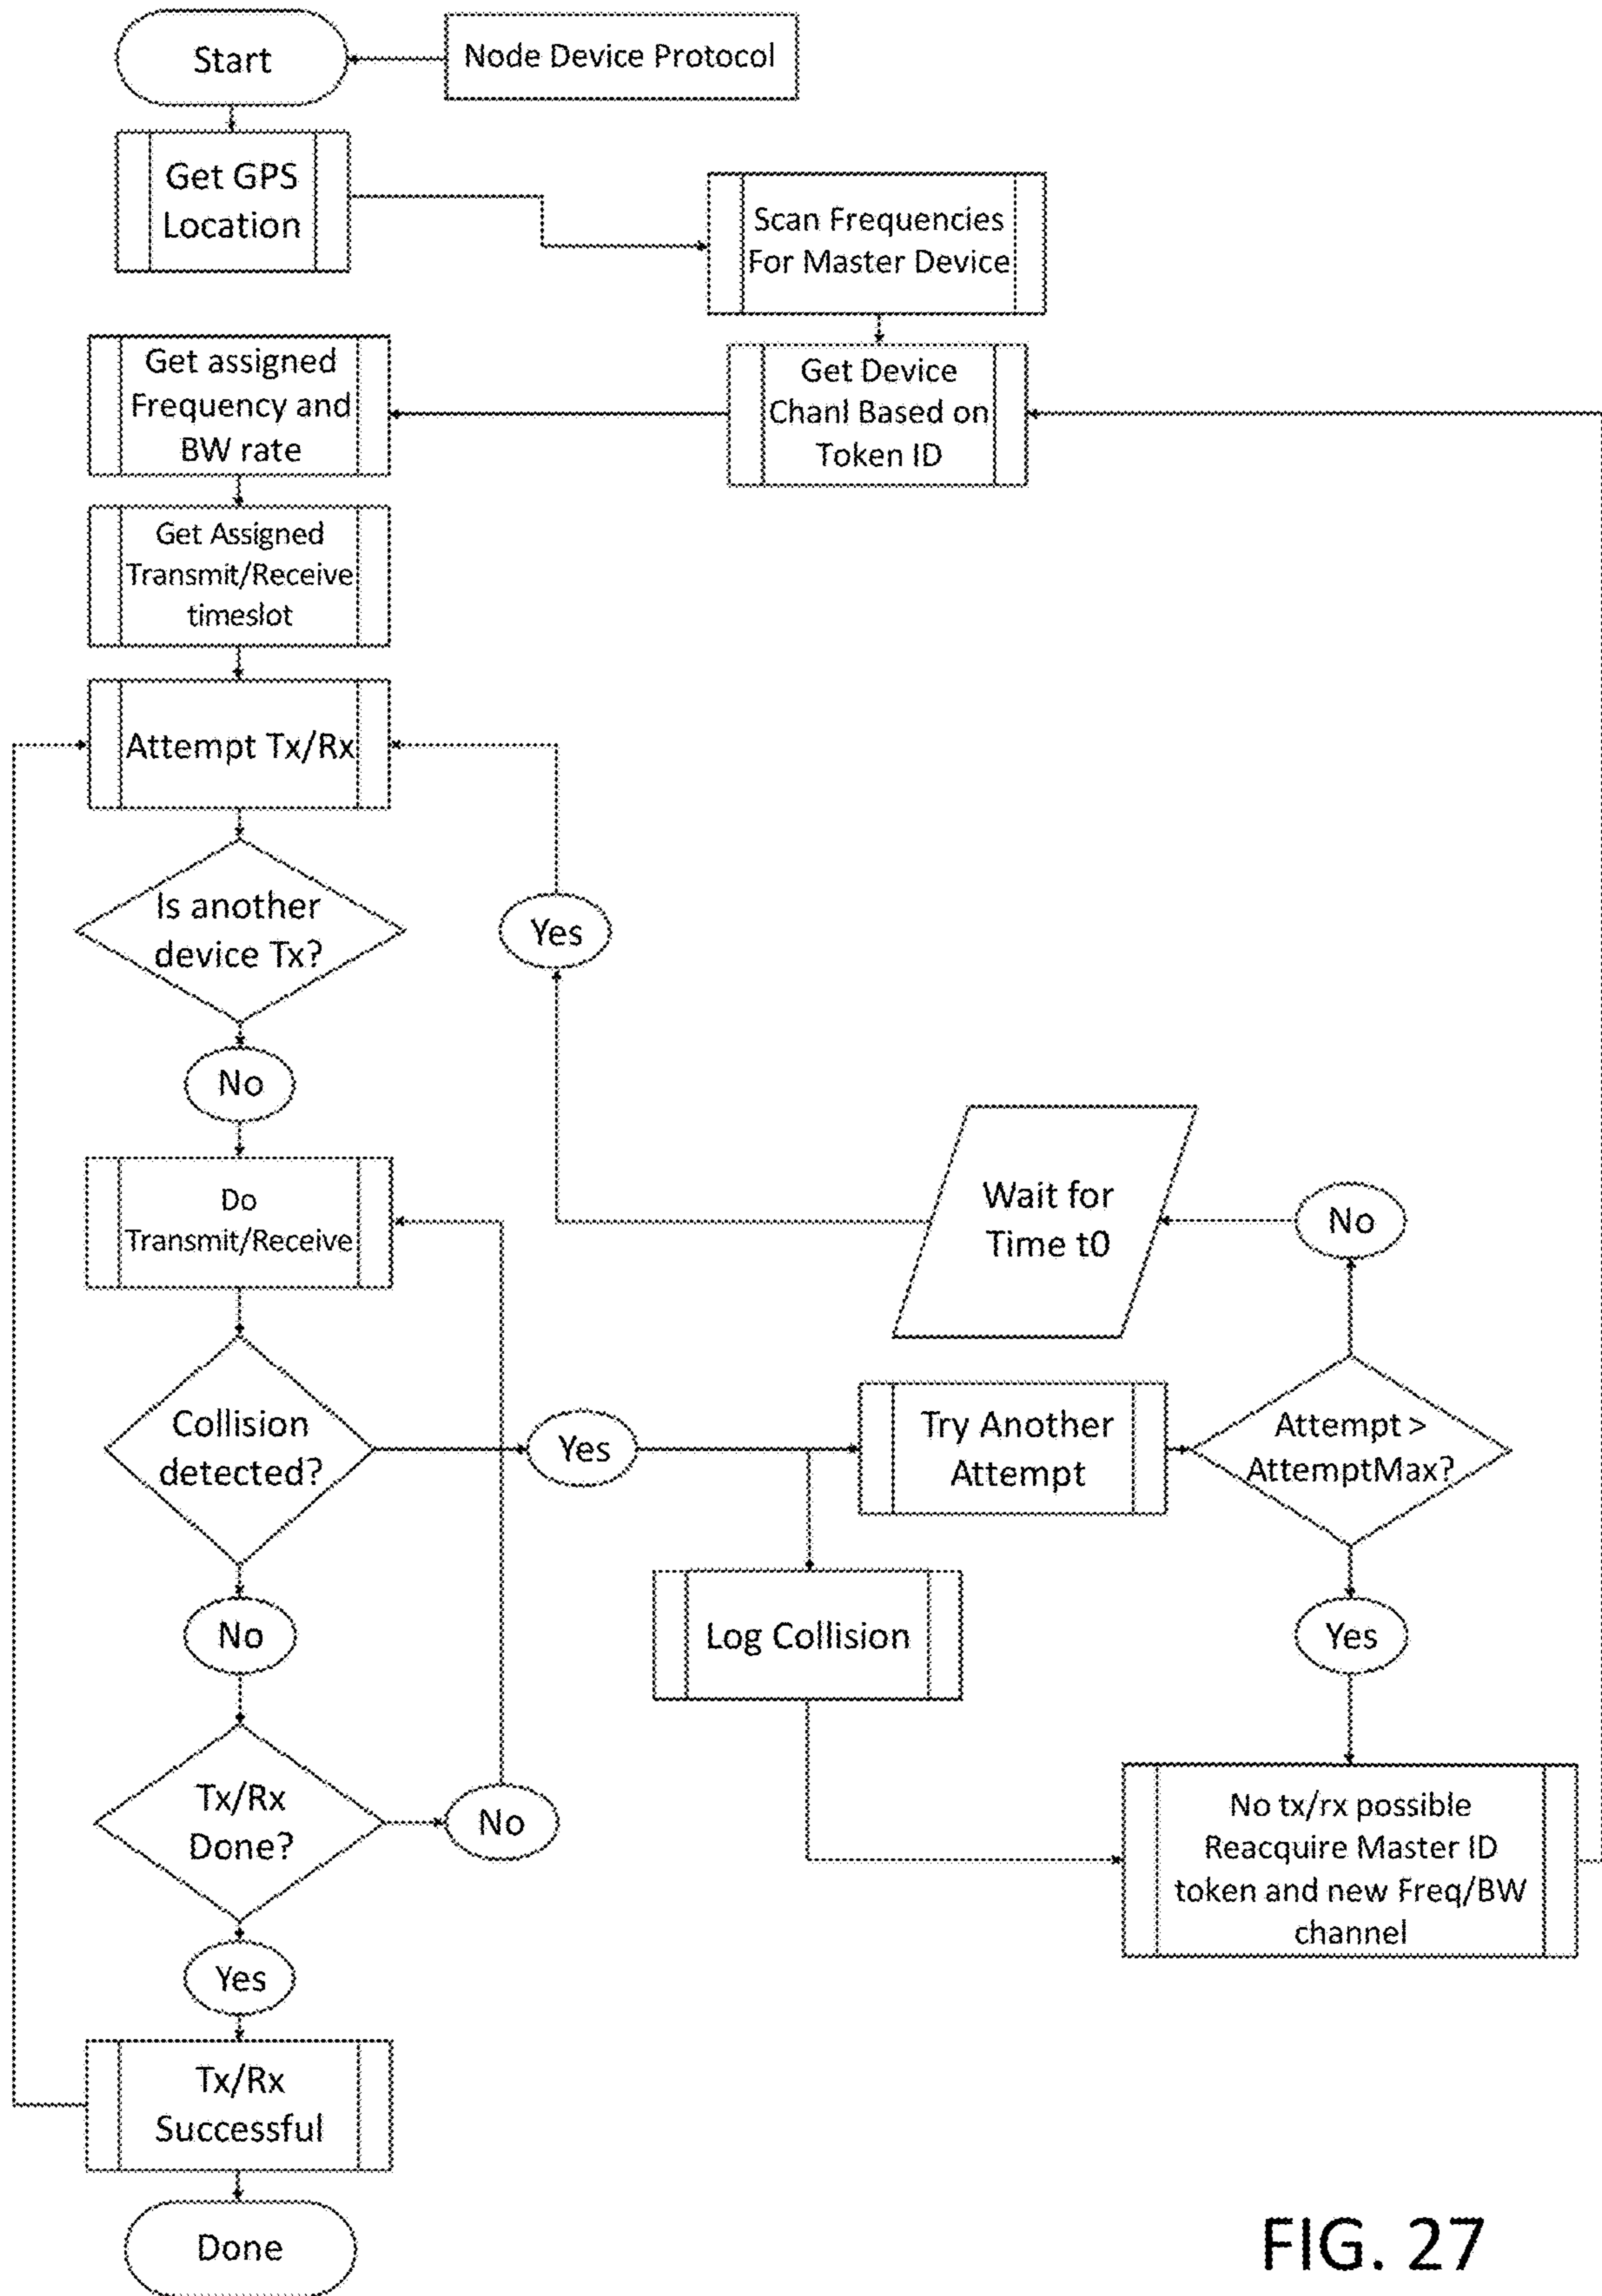 Start
Node Device Protocol
Get GPS
Location
Scan Frequencies
For Master Device
Get assigned
Frequency and
BW rate
Get Device
Chanl Based on
Token ID
Get Assigned
Transmit/Receive
timeslot
Attempt Tx/Rx
Is another
device Tx?
Yes
No
Do
Transmit/Receive
Wait for
Time t0
No
Collision
detected?
Yes
Try Another
Attempt
Attempt >
AttemptMax?
No
Log Collision
Yes
Tx/Rx
Done?
No
No tx/rx possible
Reacquire Master ID
token and new Freq/BW
channel
Yes
Tx/Rx
Successful
Done
FIG. 27